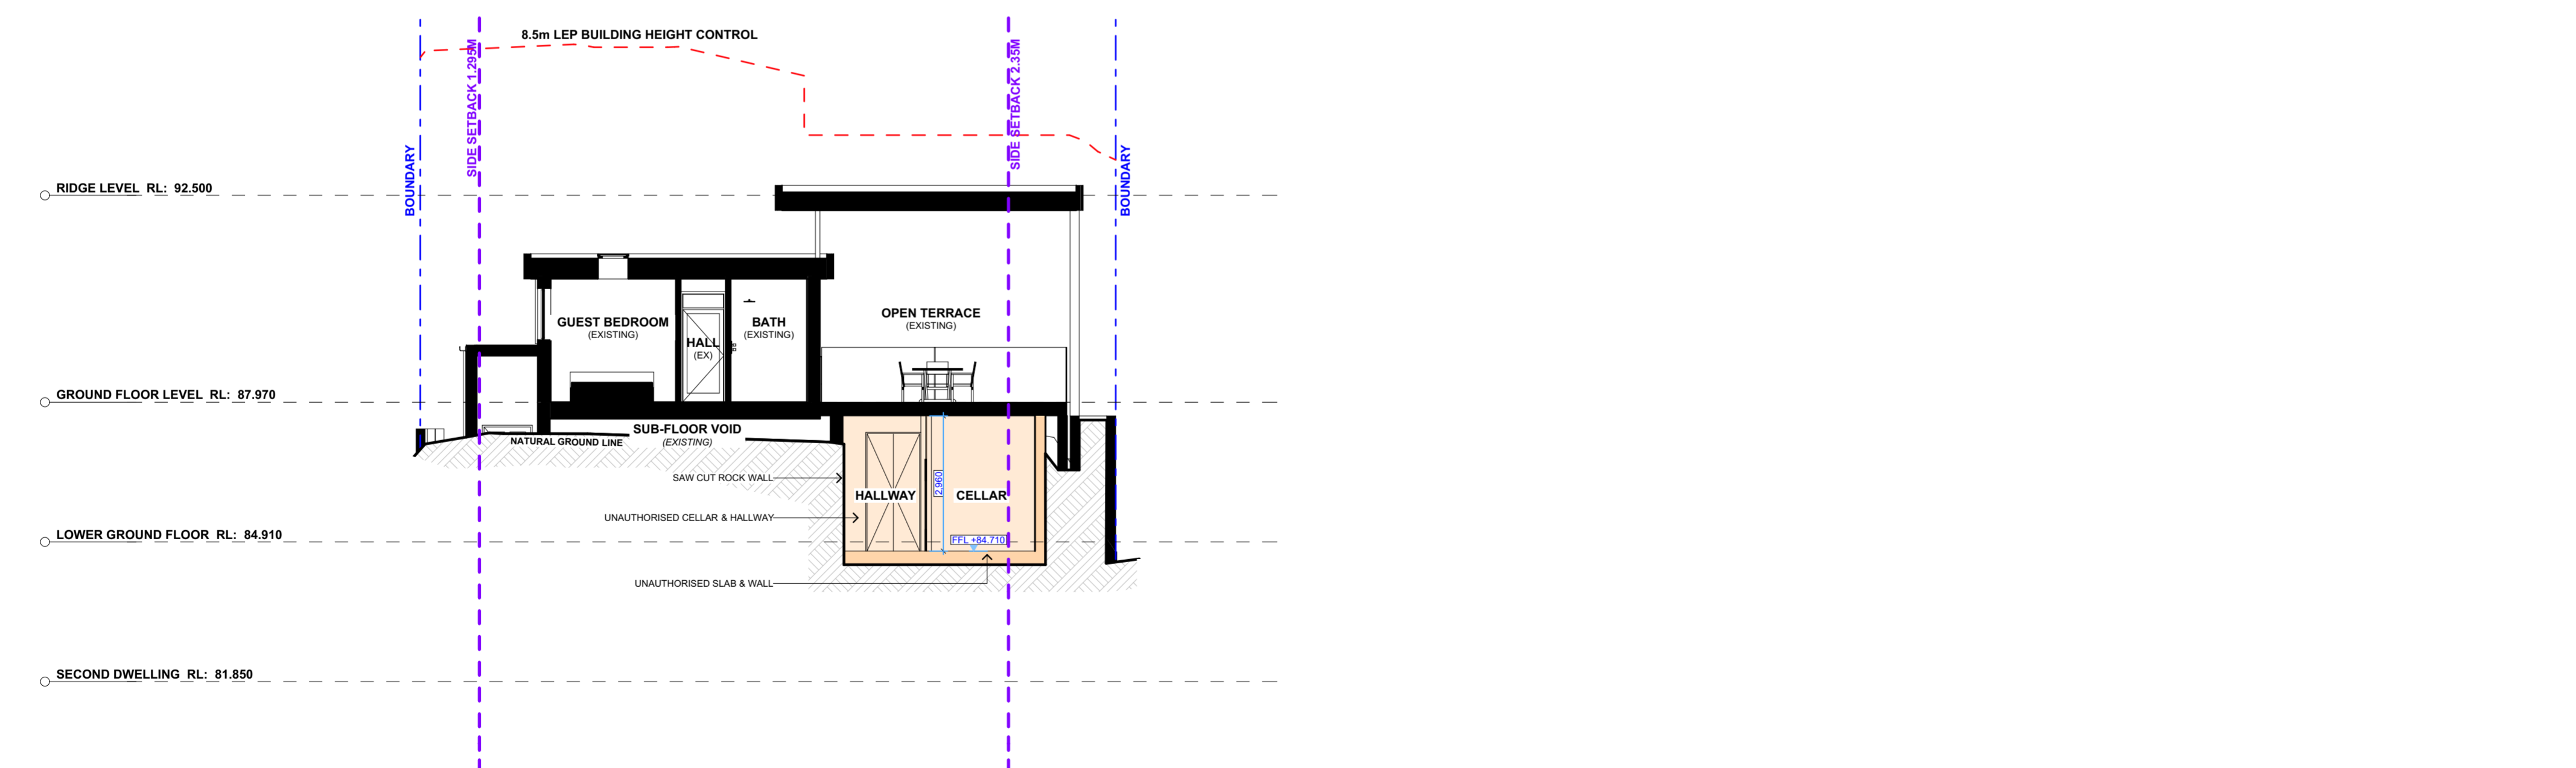 8.5m LEP BUILDING HEIGHT CONTROL
SIDE SETBACK 1.295M
SIDE SETBACK 2.35M
BOUNDARY
BOUNDARY
RIDGE LEVEL RL: 92.500
OPEN TERRACE
(EXISTING)
GUEST BEDROOM
(EXISTING)
HALL
(EX)
BATH
(EXISTING)
GROUND FLOOR LEVEL RL: 87.970
SUB-FLOOR VOID
(EXISTING)
NATURAL GROUND LINE
SAW CUT ROCK WALL
2,960
HALLWAY
CELLAR
UNAUTHORISED CELLAR & HALLWAY
LOWER GROUND FLOOR RL: 84.910
FFL +84.710
UNAUTHORISED SLAB & WALL
SECOND DWELLING RL: 81.850